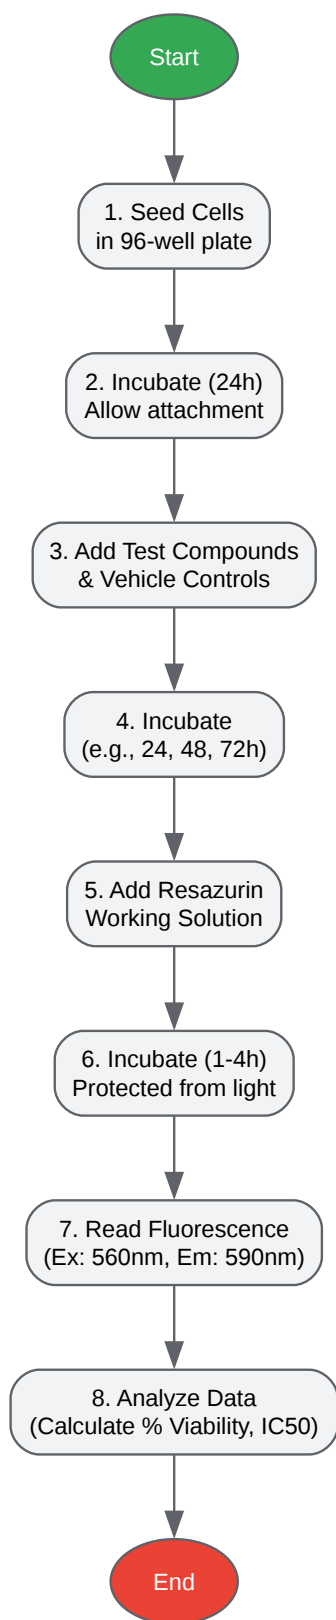 Start
1. Seed Cells
in 96-well plate
2. Incubate (24h)
Allow attachment
3. Add Test Compounds
& Vehicle Controls
4. Incubate
(e.g., 24, 48, 72h)
5. Add Resazurin
Working Solution
6. Incubate (1-4h)
Protected from light
7. Read Fluorescence
(Ex: 560nm, Em: 590nm)
8. Analyze Data
(Calculate % Viability, IC50)
End